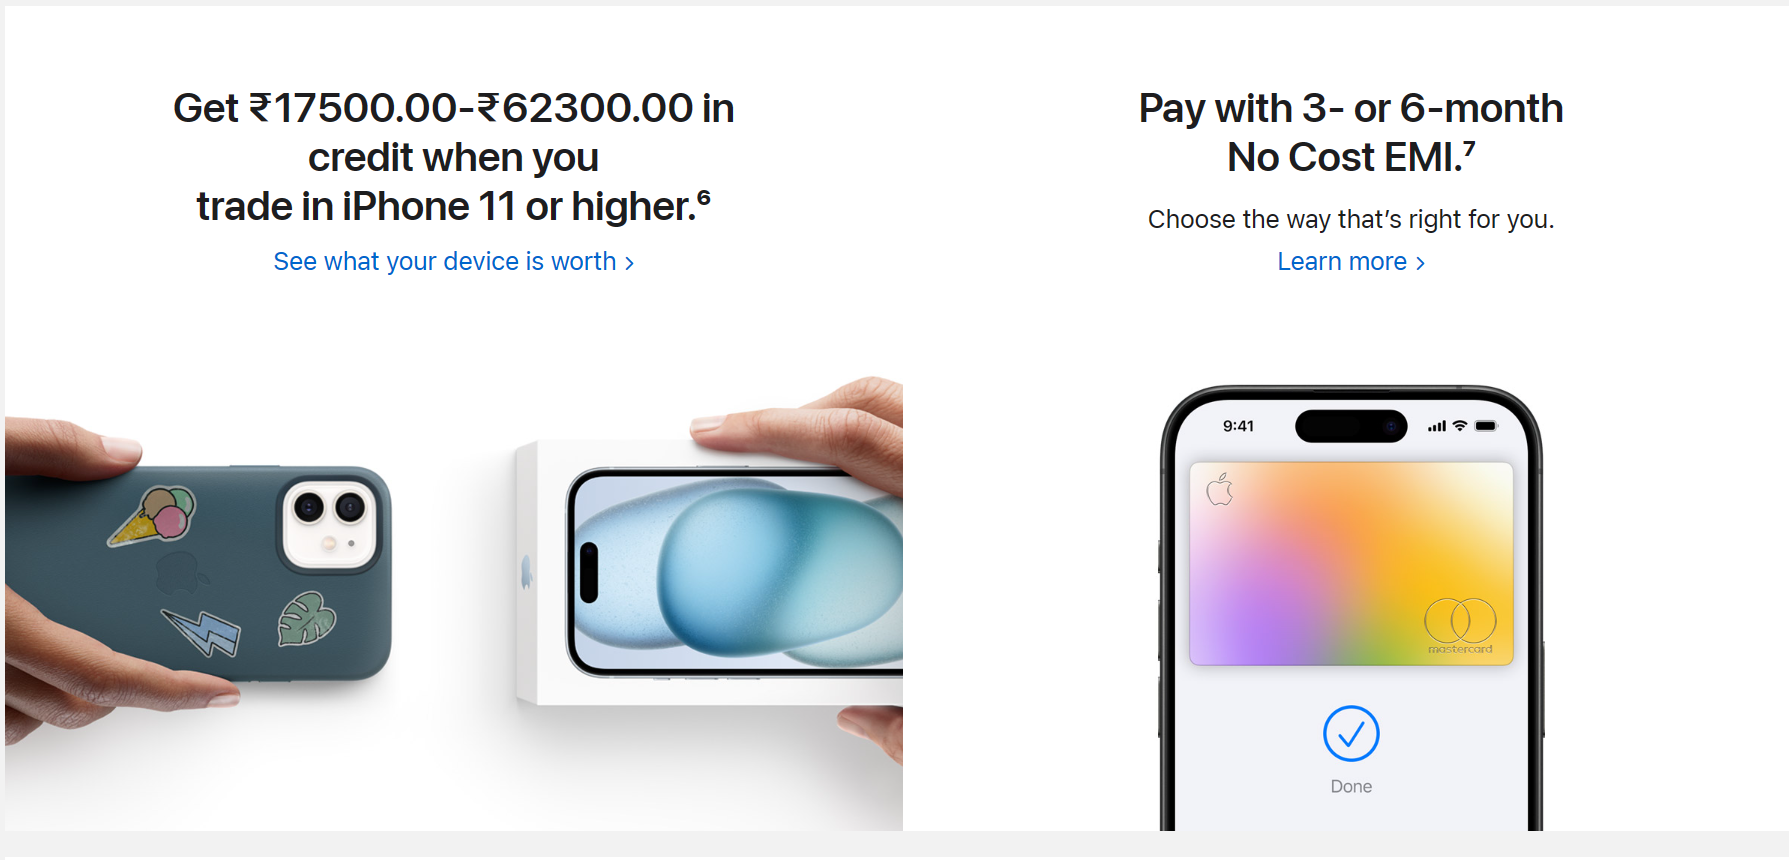 Get ₹17500.00-₹62300.00 in
credit when you
trade in iPhone 11 or higher.⁶
See what your device is worth >
Pay with 3- or 6-month
No Cost EMI.⁷
Choose the way that’s right for you.
Learn more >
9:41
mastercard
Done